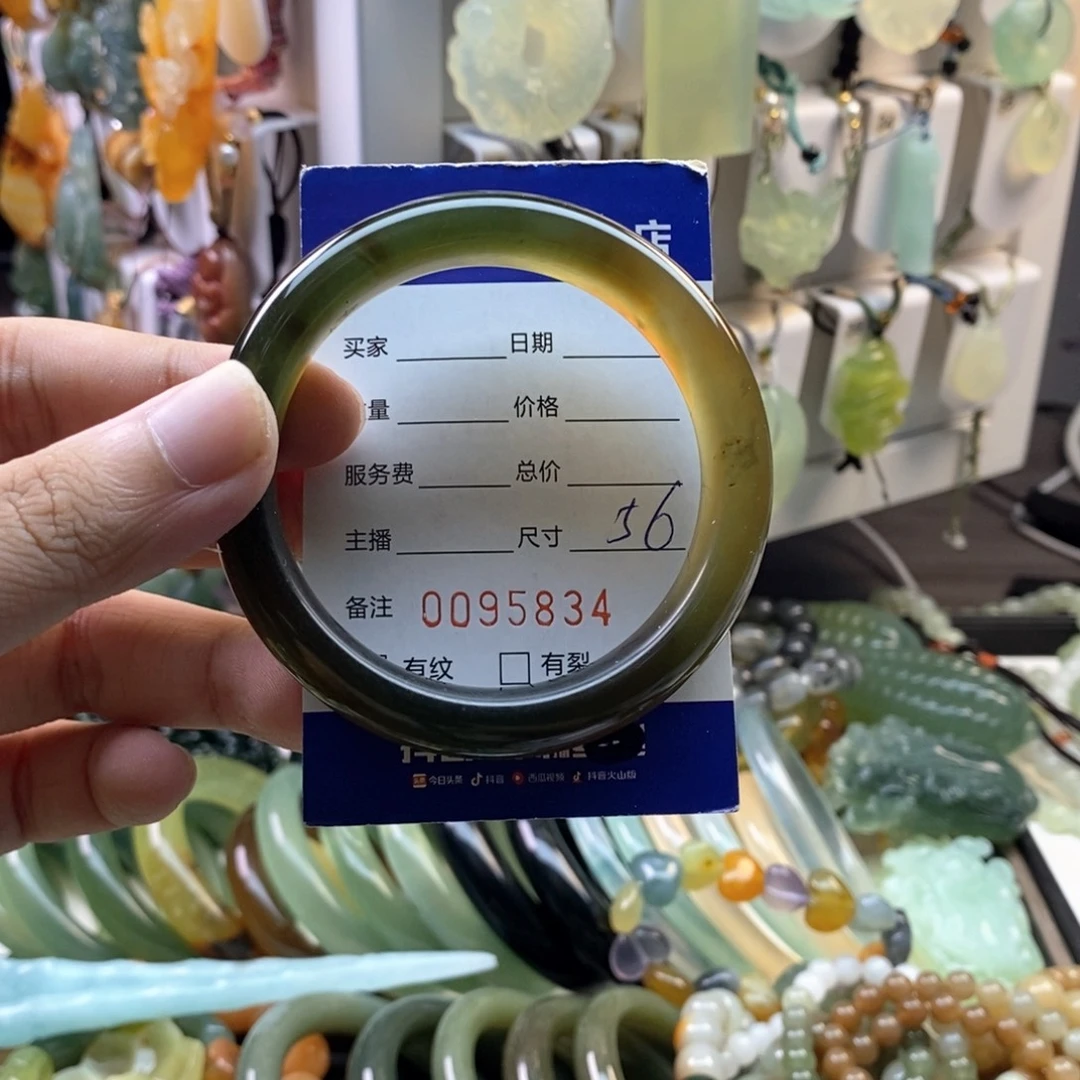 店
买家 日期
量 价格
服务费 总价
主播 尺寸 56
备注 0095834
有纹 有裂
今日头条 抖音 西瓜视频 抖音火山版